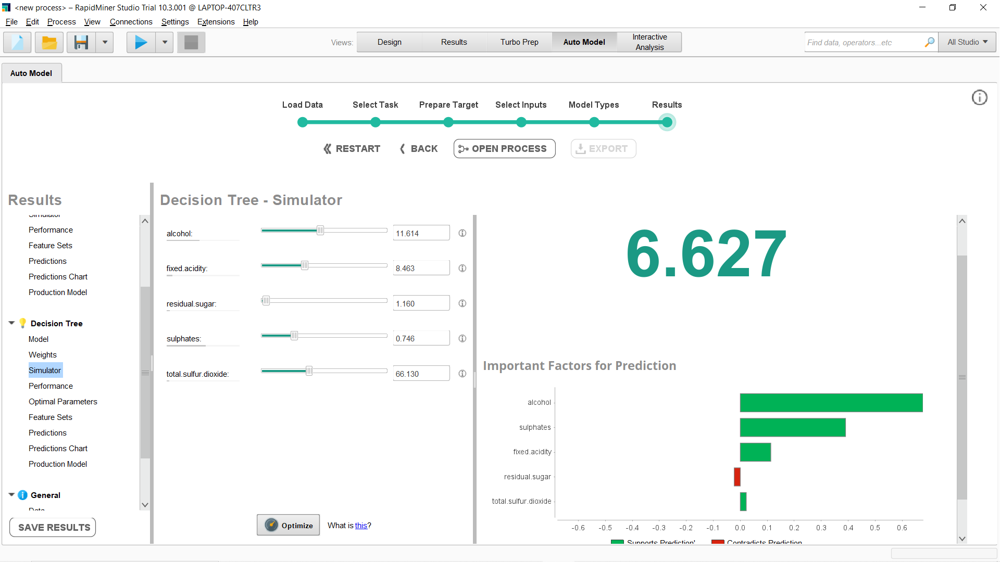 <new process> – RapidMiner Studio Trial 10.3.001 @ LAPTOP-407CLTR3
File Edit Process View Connections Settings Extensions Help
Views: Design Results Turbo Prep Auto Model Interactive Analysis
Find data, operators...etc
All Studio
Auto Model
Load Data Select Task Prepare Target Select Inputs Model Types Results
RESTART BACK OPEN PROCESS EXPORT
Results
Simulator
Performance
Feature Sets
Predictions
Predictions Chart
Production Model
Decision Tree
Model
Weights
Simulator
Performance
Optimal Parameters
Feature Sets
Predictions
Predictions Chart
Production Model
General
Data
SAVE RESULTS
Decision Tree - Simulator
alcohol: 11.614
fixed.acidity: 8.463
residual.sugar: 1.160
sulphates: 0.746
total.sulfur.dioxide: 66.130
Optimize What is this?
6.627
Important Factors for Prediction
alcohol
sulphates
fixed.acidity
residual.sugar
total.sulfur.dioxide
-0.6 -0.5 -0.4 -0.3 -0.2 -0.1 0.0 0.1 0.2 0.3 0.4 0.5 0.6
Supports Prediction' Contradicts Prediction